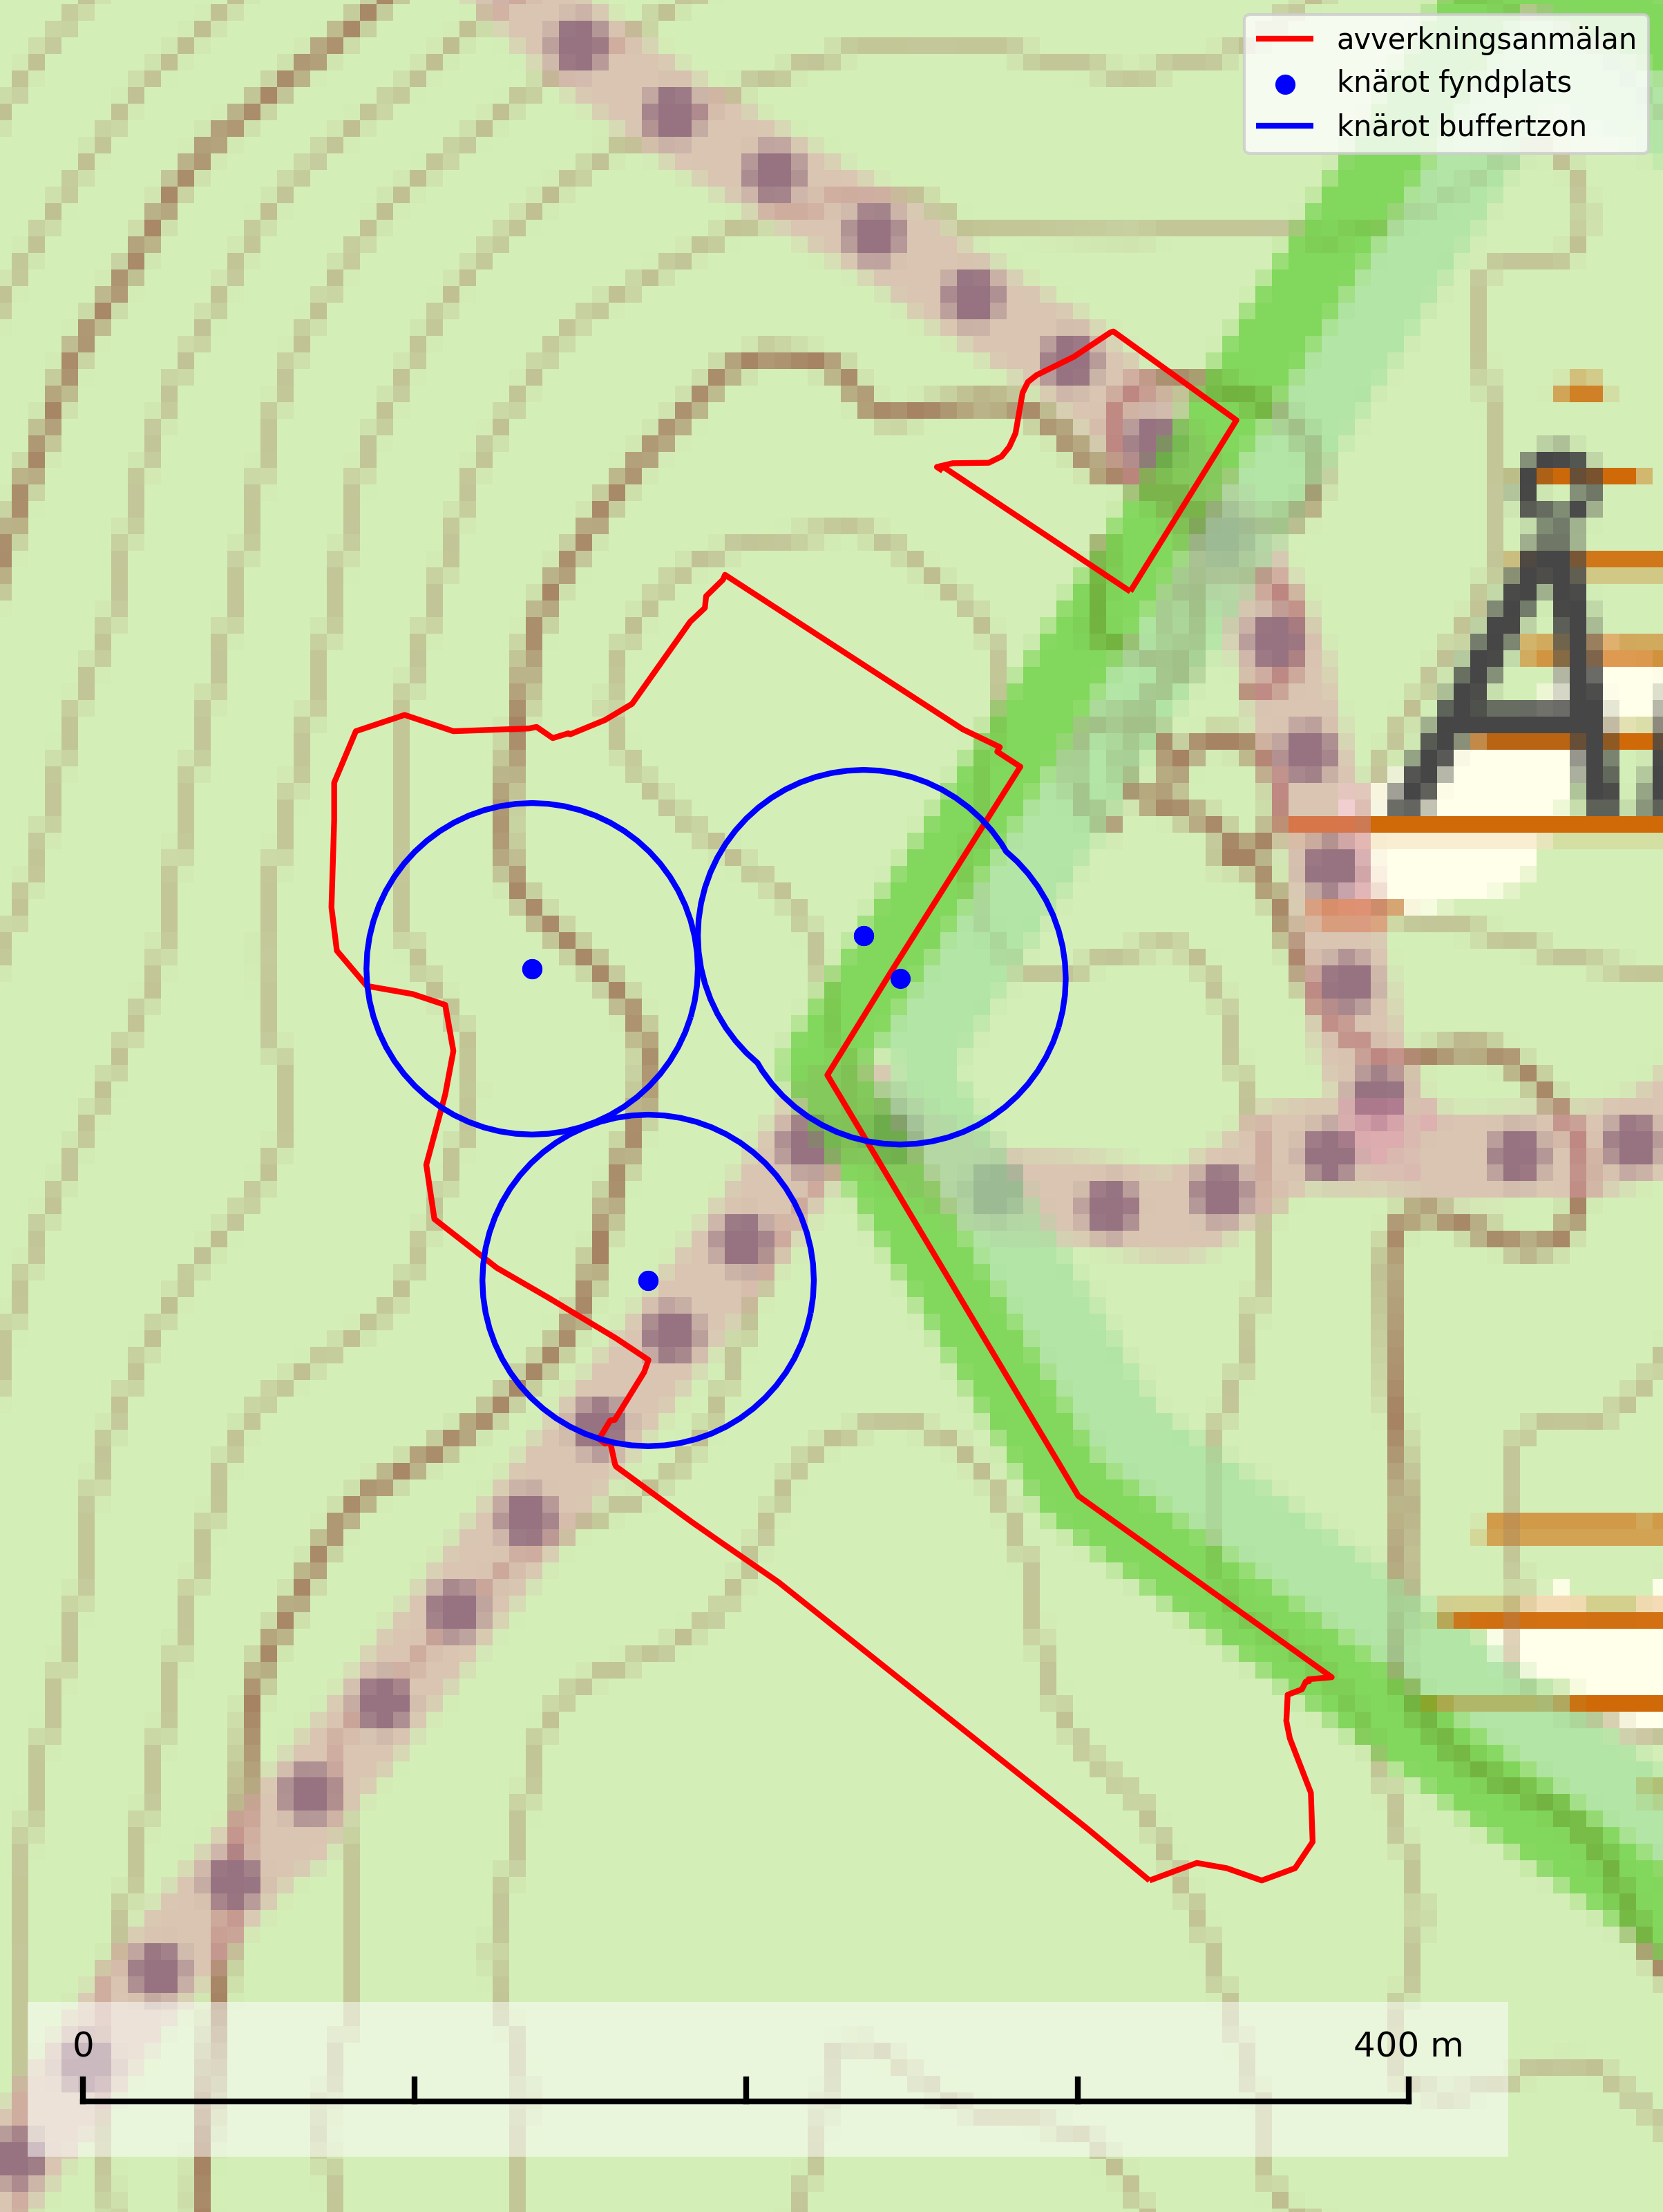 avverkningsanmälan
knärot fyndplats
knärot buffertzon
0
400 m